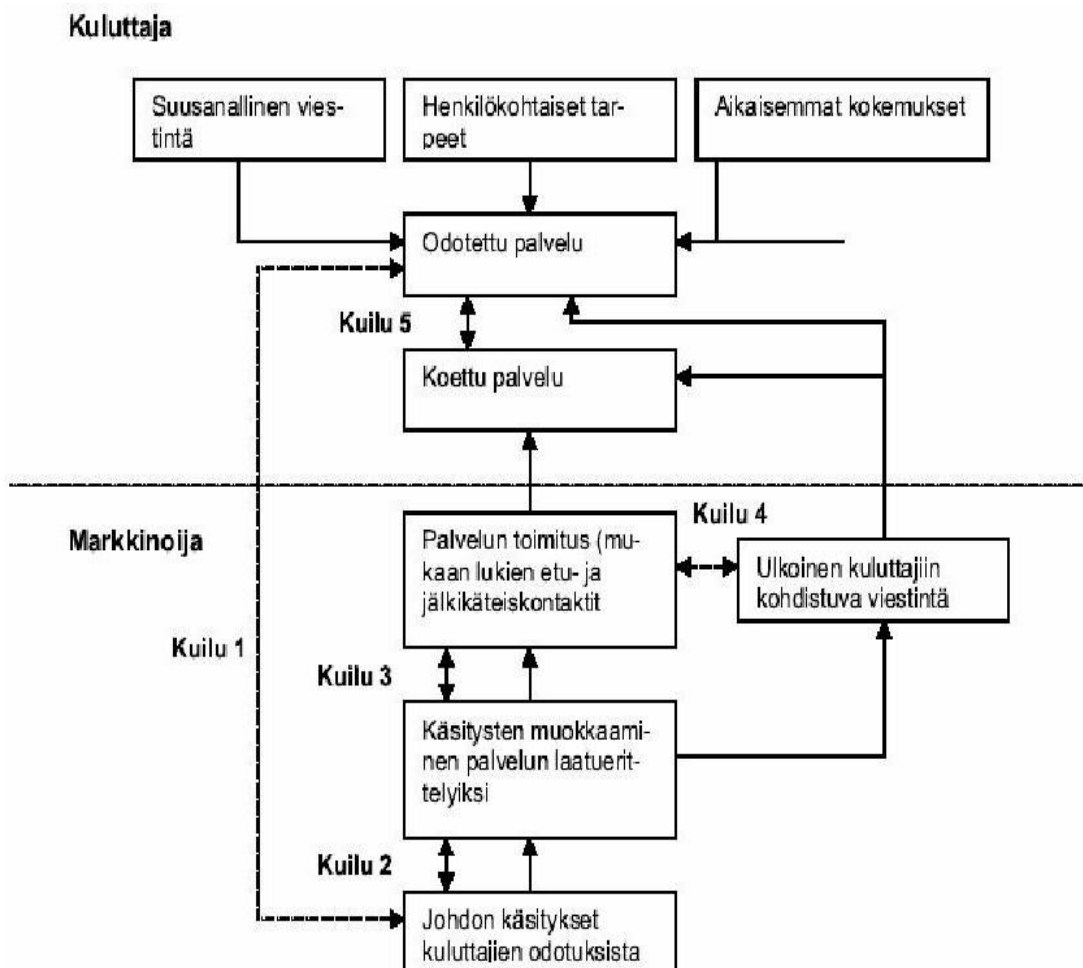 Kuluttaja
Suusanallinen vies-
tintä
Henkilökohtaiset tar-
peet
Aikaisemmat kokemukset
Odotettu palvelu
Kuilu 5
Koettu palvelu
Markkinoija
Kuilu 4
Palvelun toimitus (mu-
kaan lukien etu- ja
jälkikäteiskontaktit
Ulkoinen kuluttajiin
kohdistuva viestintä
Kuilu 1
Kuilu 3
Käsitysten muokkaami-
nen palvelun laatuerit-
telyiksi
Kuilu 2
Johdon käsitykset
kuluttajien odotuksista